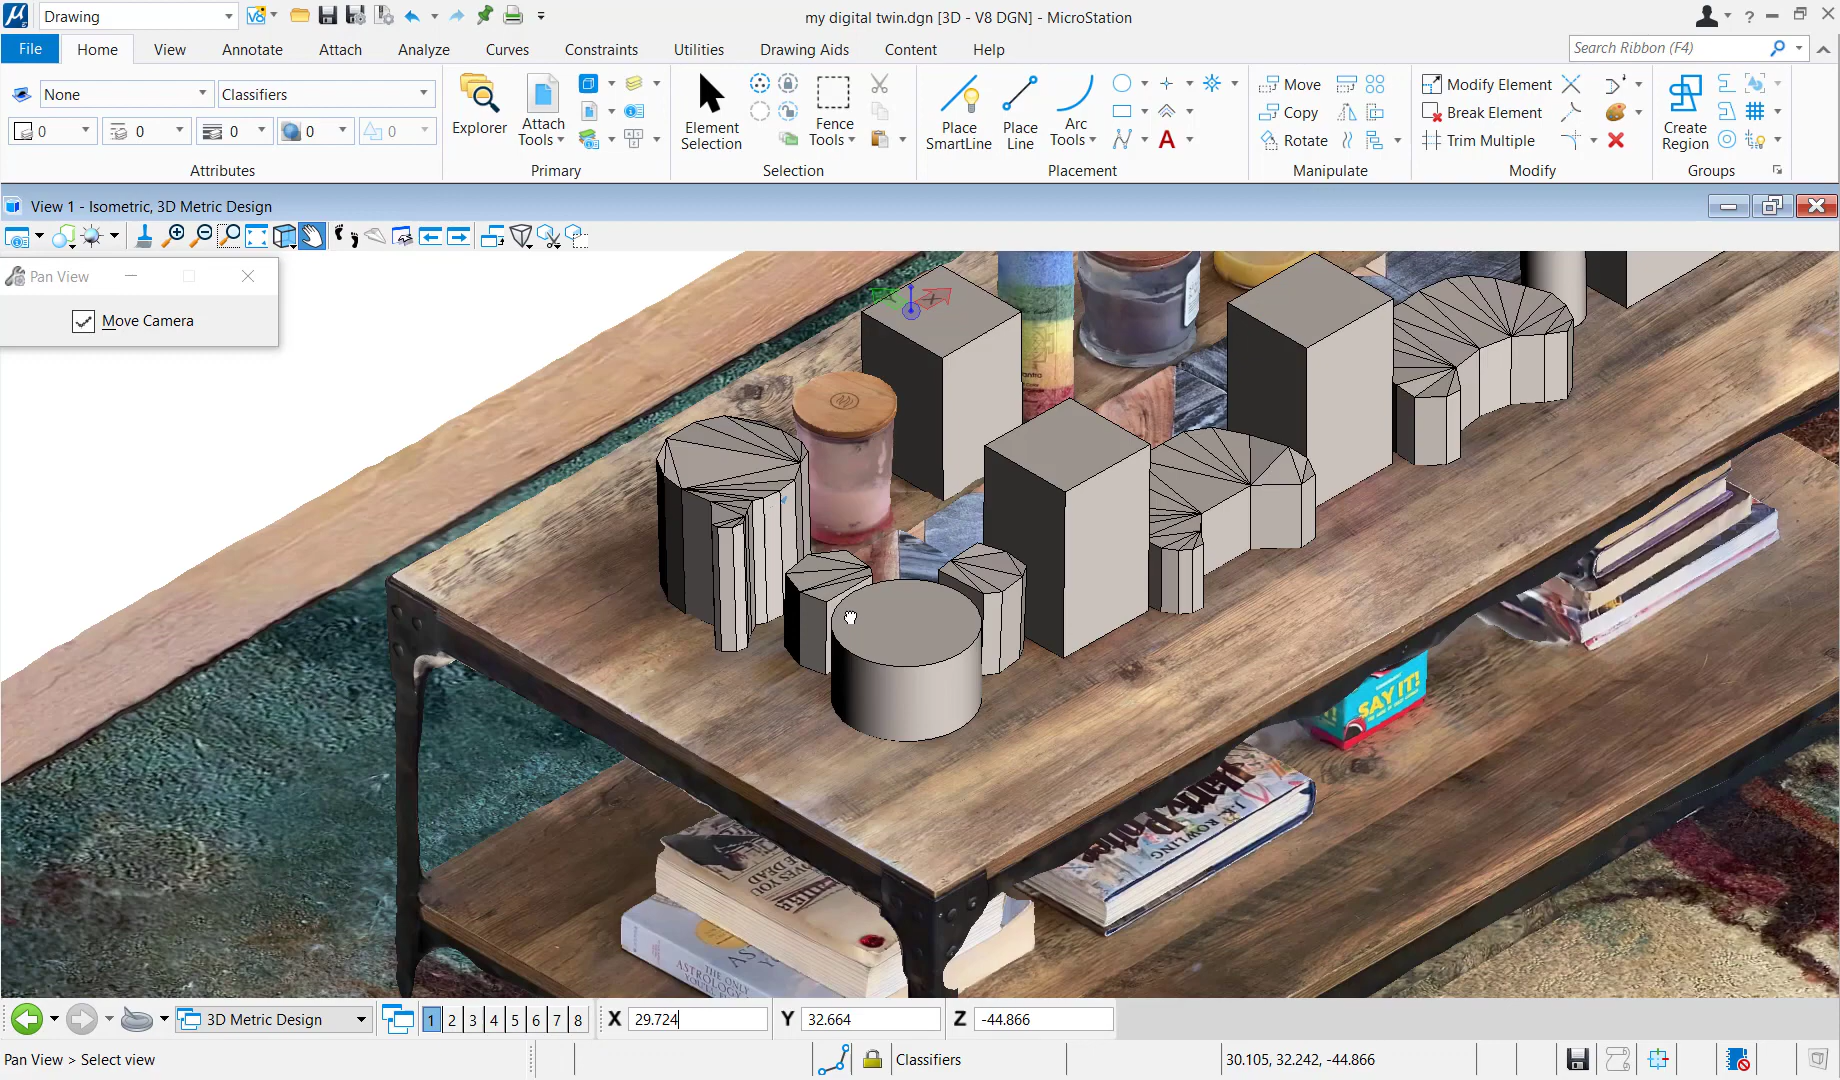 Drawing
my digital twin.dgn [3D - V8 DGN] - MicroStation
File Home View Annotate Attach Analyze Curves Constraints Utilities Drawing Aids Content Help
Search Ribbon (F4)
None Classifiers
0 0 0 0 0
Attributes
Explorer
Attach Tools
Primary
Element Selection
Fence Tools
Selection
Place SmartLine
Place Line
Arc Tools
Placement
Move
Copy
Rotate
Manipulate
Modify Element
Break Element
Trim Multiple
Modify
Create Region
Groups
View 1 - Isometric, 3D Metric Design
Pan View
Move Camera
SAY IT!
J.K. ROWLING
THE ONLY
ASTROLOGY
3D Metric Design
1 2 3 4 5 6 7 8
X 29.724 Y 32.664 Z -44.866
Pan View > Select view
Classifiers
30.105, 32.242, -44.866